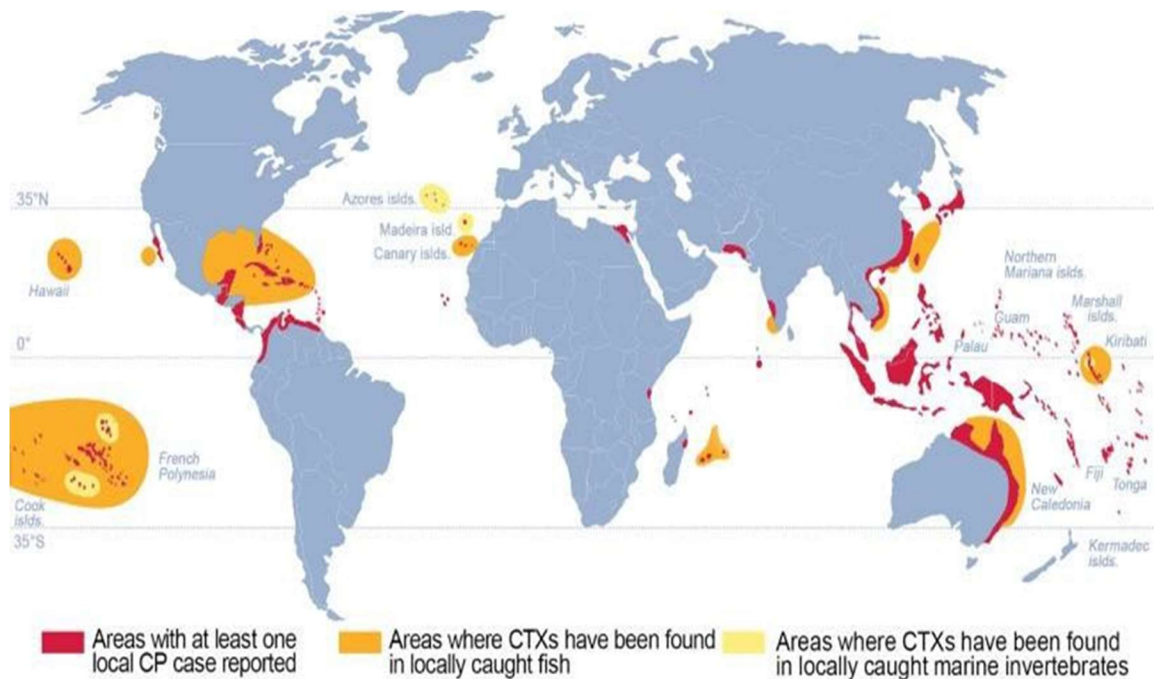 35°N
Azores islds.
Madeira isld.
Canary islds.
Hawaii
Northern
Mariana islds.
Marshall
islds.
Guam
0°
Palau
Kiribati
French
Polynesia
Cook
islds.
35°S
Fiji
Tonga
New
Caledonia
Kermadec
islds.
Areas with at least one
local CP case reported
Areas where CTXs have been found
in locally caught fish
Areas where CTXs have been found
in locally caught marine invertebrates